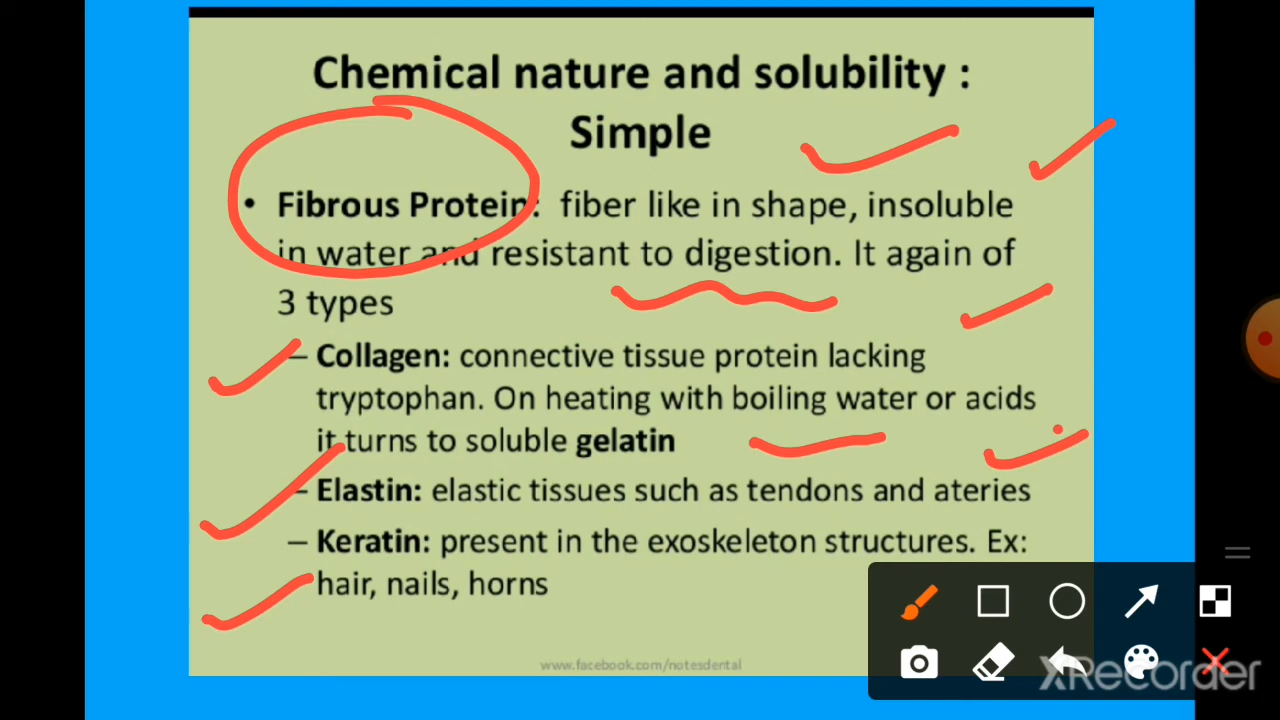 Chemical nature and solubility :
Simple
• Fibrous Protein: fiber like in shape, insoluble
in water and resistant to digestion. It again of
3 types
– Collagen: connective tissue protein lacking
tryptophan. On heating with boiling water or acids
it turns to soluble gelatin
– Elastin: elastic tissues such as tendons and ateries
– Keratin: present in the exoskeleton structures. Ex:
hair, nails, horns
www.facebook.com/notesdental
XRecorder